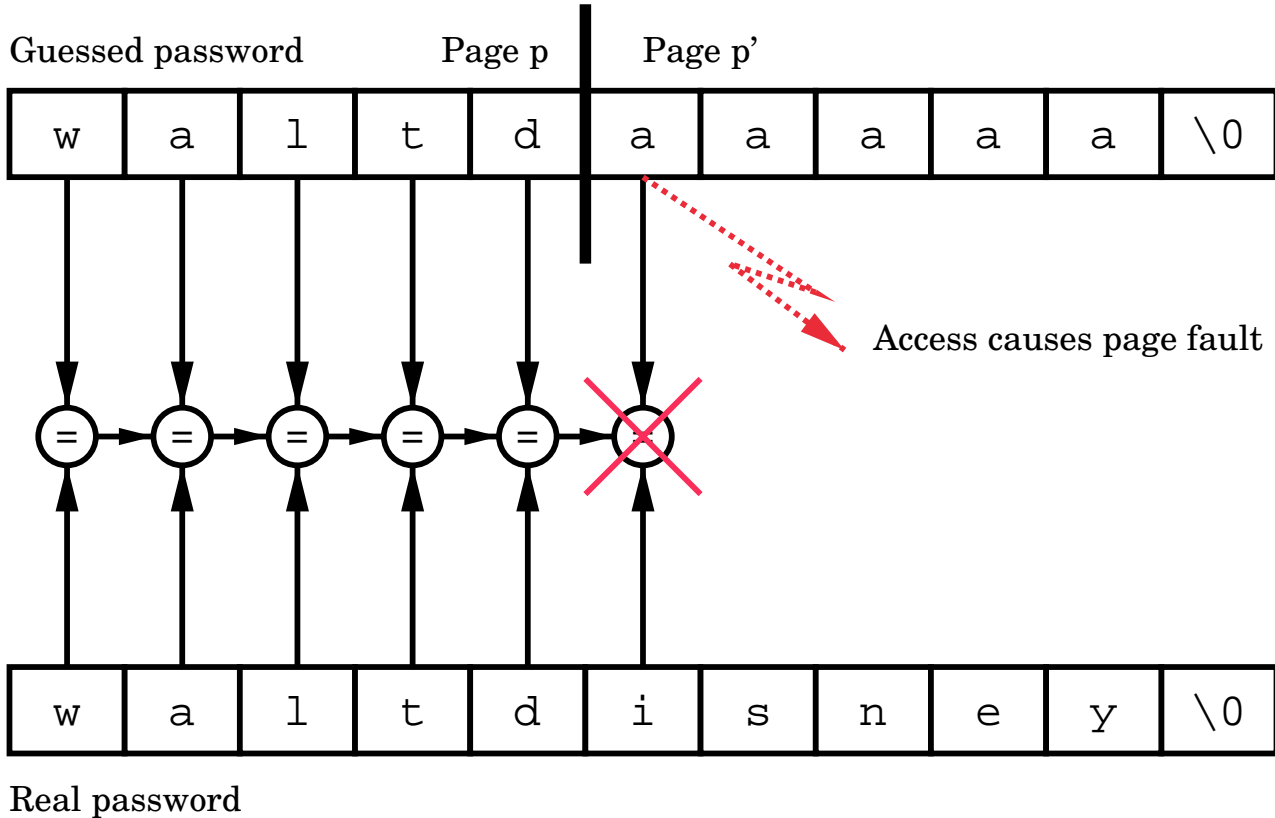 Guessed password Page p Page p’
w a l t d a a a a a \0
Access causes page fault
= = = = = =
w a l t d i s n e y \0
Real password